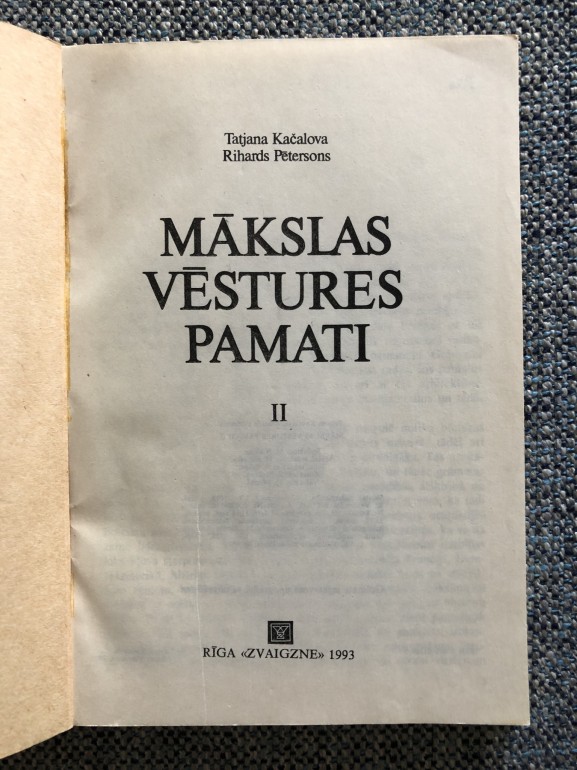 Tatjana Kačalova
Rihards Pētersons
MĀKSLAS
VĒSTURES
PAMATI
II
RĪGA «ZVAIGZNE» 1993